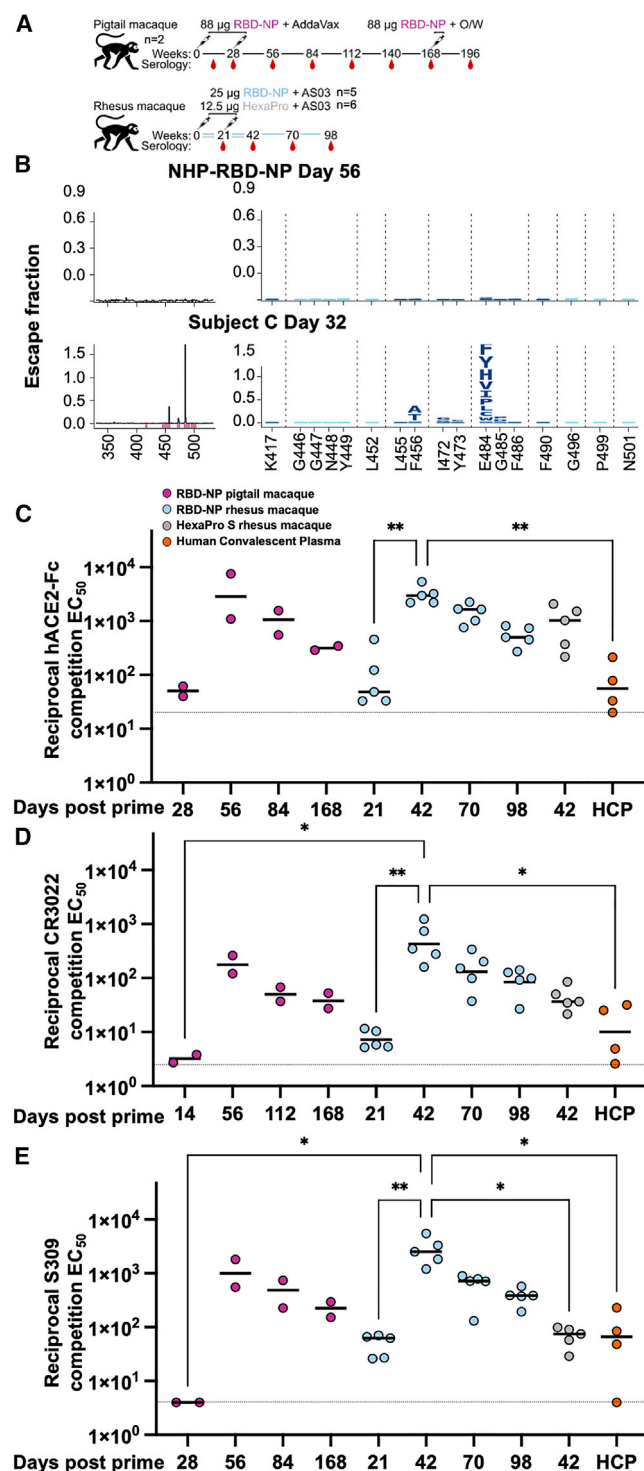 A
Pigtail macaque
n=2
88 µg RBD-NP + AddaVax
88 µg RBD-NP + O/W
Weeks: 0 28 56 84 112 140 168 196
Serology:
25 µg RBD-NP + AS03 n=5
Rhesus macaque 12.5 µg HexaPro + AS03 n=6
Weeks: 0 21 42 70 98
Serology:
B
NHP-RBD-NP Day 56
0.9 0.9
0.6 0.6
0.3 0.3
0.0 0.0
Escape fraction
Subject C Day 32
1.5 1.5
1.0 1.0
0.5 0.5
0.0 0.0
350 400 450 500
K417 G446 G447 N448 Y449 L452 L455 F456 I472 Y473 E484 G485 F486 F490 G496 P499 N501
RBD-NP pigtail macaque
RBD-NP rhesus macaque
HexaPro S rhesus macaque
Human Convalescent Plasma
C
Reciprocal hACE2-Fc
competition EC50
1×10⁴
1×10³
1×10²
1×10¹
1×10⁰
** **
Days post prime 28 56 84 168 21 42 70 98 42 HCP
D
Reciprocal CR3022
competition EC50
1×10⁴
1×10³
1×10²
1×10¹
1×10⁰
*
** *
Days post prime 14 56 112 168 21 42 70 98 42 HCP
E
Reciprocal S309
competition EC50
1×10⁴
1×10³
1×10²
1×10¹
1×10⁰
* *
** *
Days post prime 28 56 84 168 21 42 70 98 42 HCP